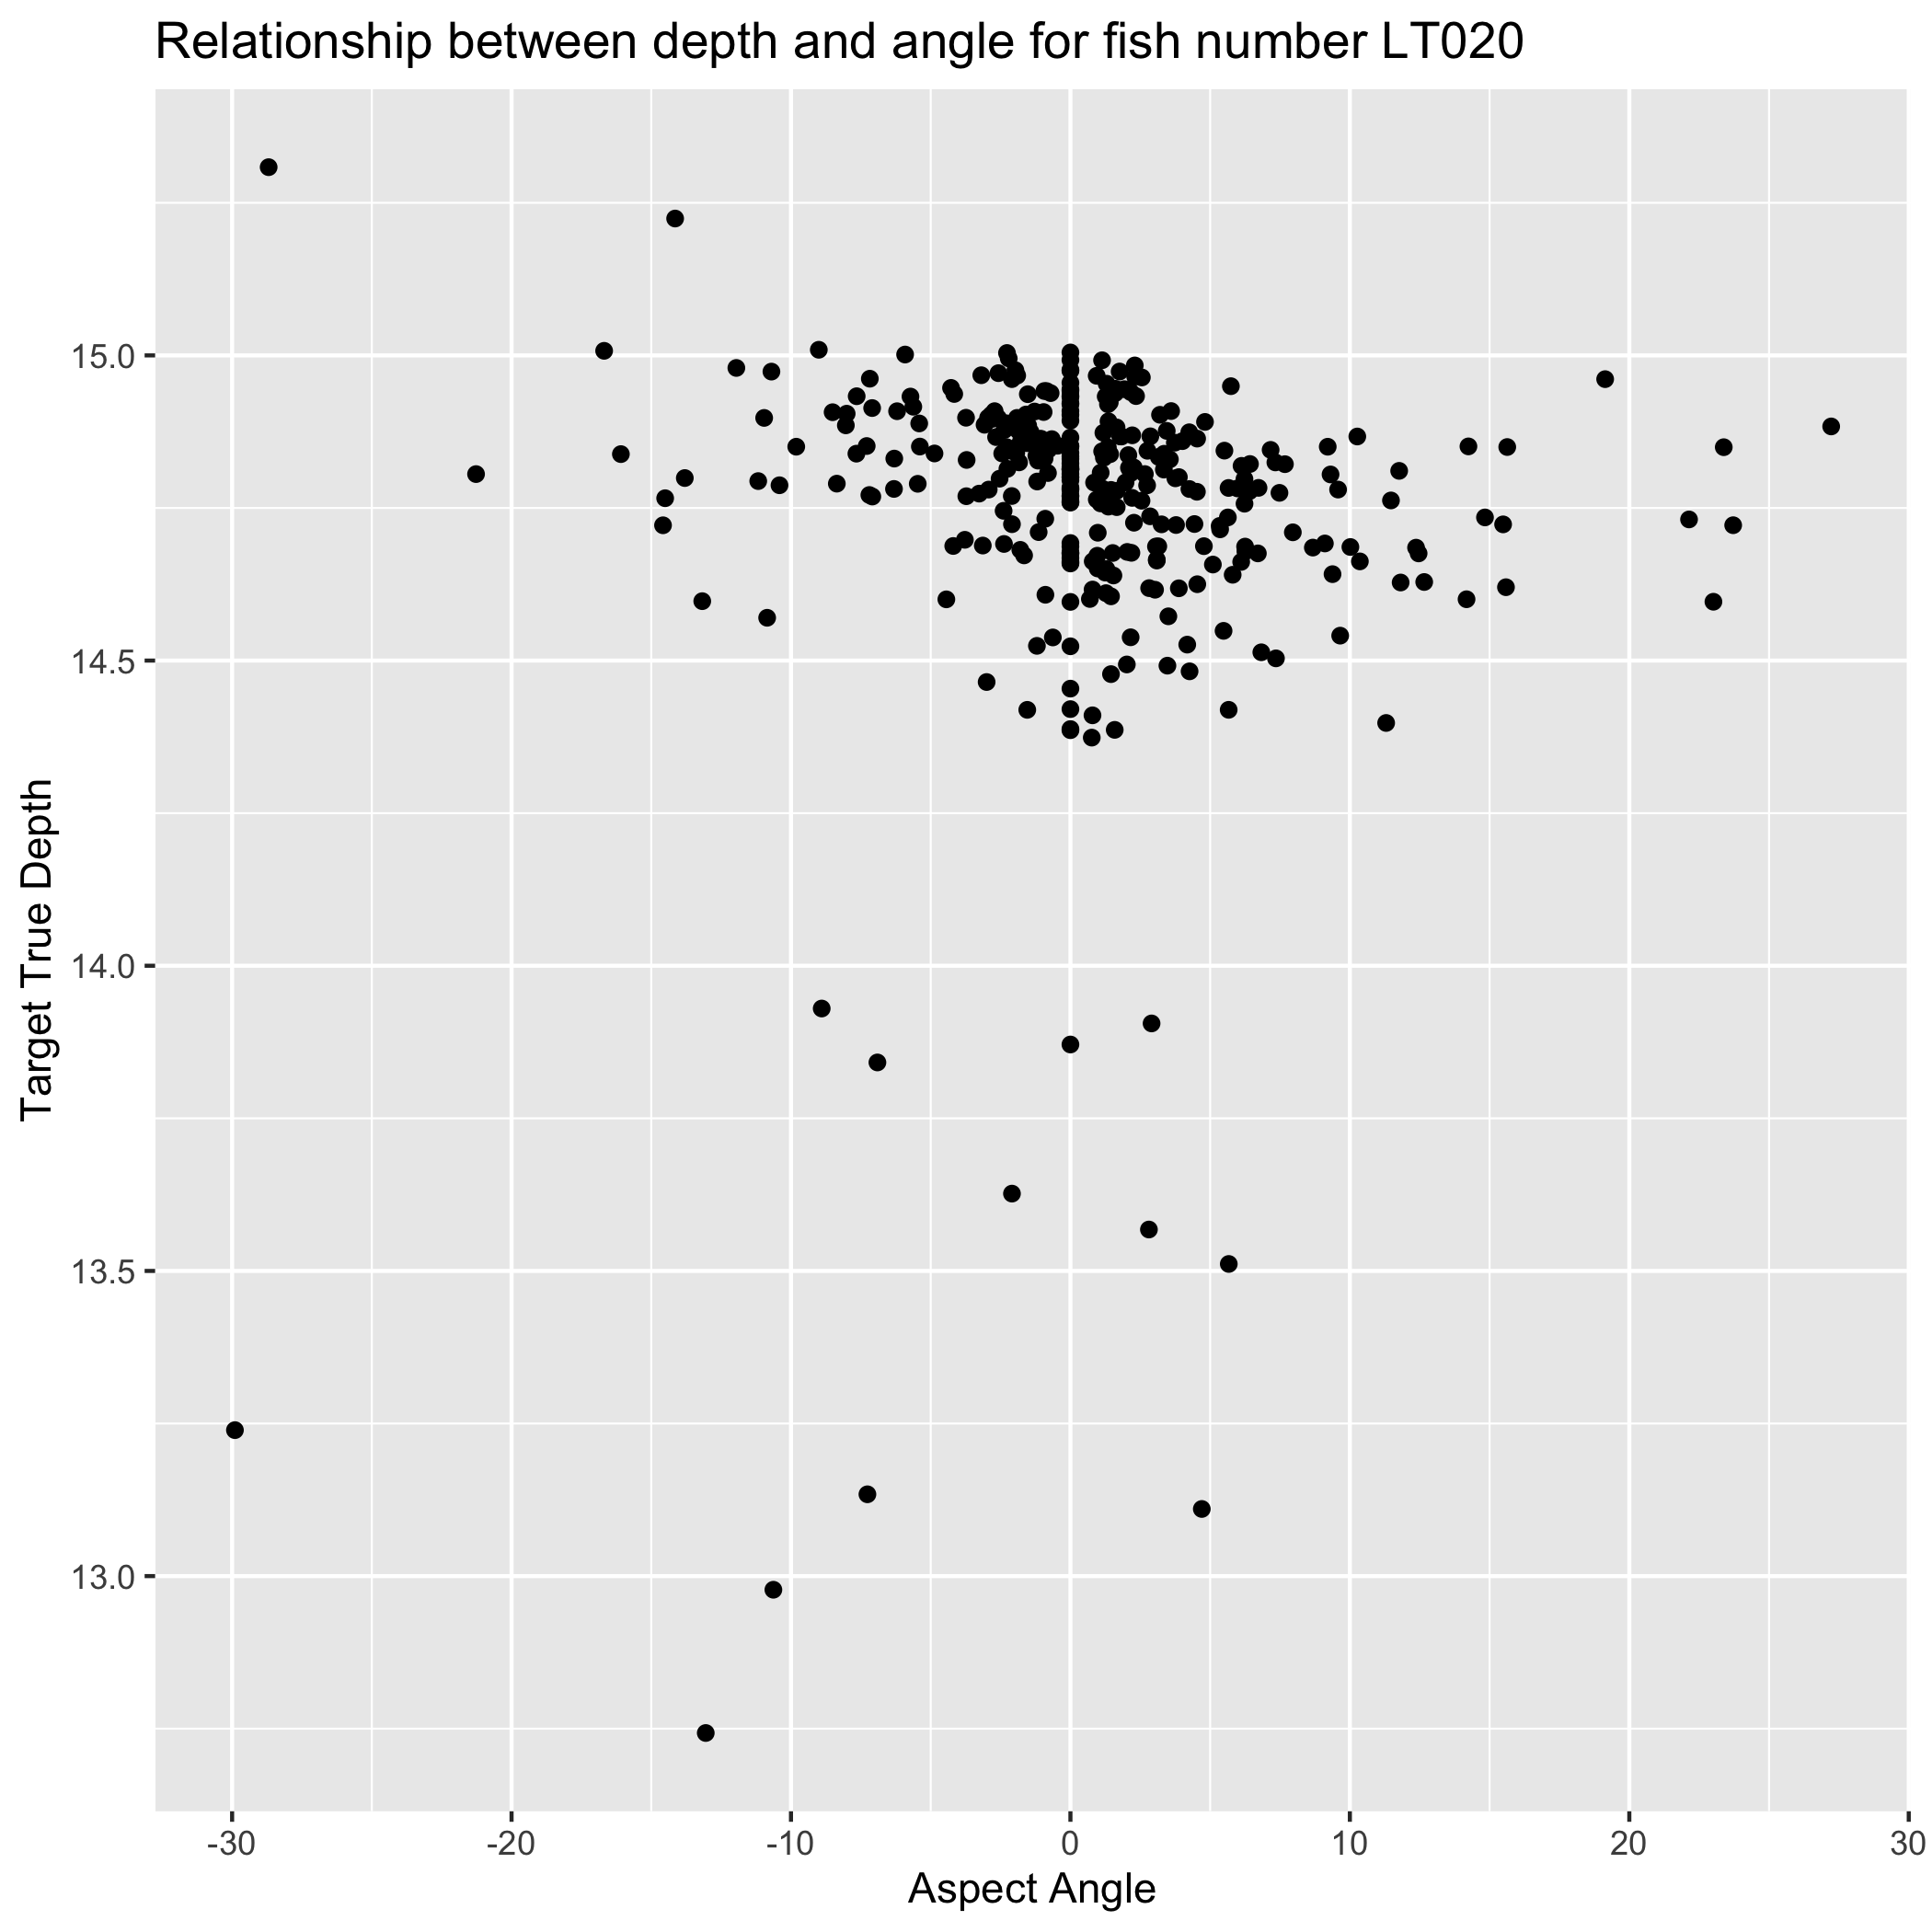 Relationship between depth and angle for fish number LT020
15.0
14.5
14.0
13.5
13.0
Target True Depth
-30 -20 -10 0 10 20 30
Aspect Angle